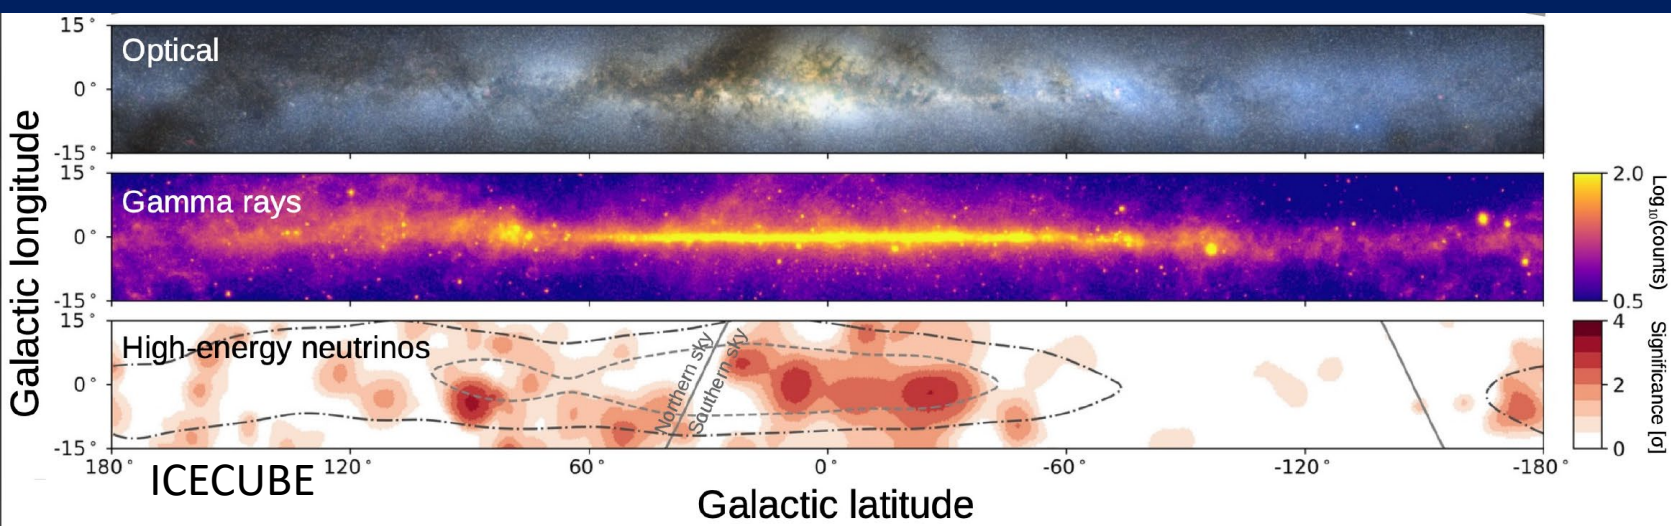 15°
Optical
0°
-15°
15°
Gamma rays
0°
-15°
2.0
Log10(counts)
0.5
15°
High-energy neutrinos
0°
-15°
Northern sky
Southern sky
4
2
0
Significance [σ]
180°
120°
60°
0°
-60°
-120°
-180°
ICECUBE
Galactic latitude
Galactic longitude